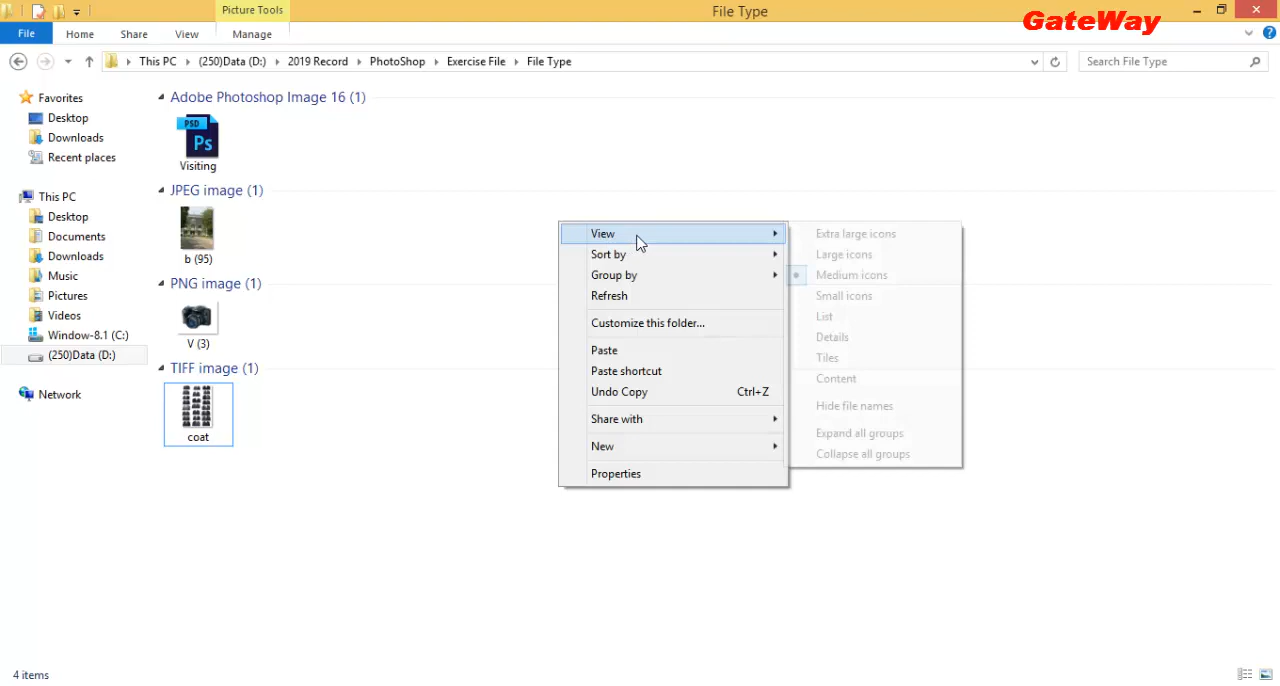 Picture Tools
File Type
GateWay
File
Home
Share
View
Manage
This PC
(250)Data (D:)
2019 Record
PhotoShop
Exercise File
File Type
Search File Type
Favorites
Desktop
Downloads
Recent places
This PC
Desktop
Documents
Downloads
Music
Pictures
Videos
Window-8.1 (C:)
(250)Data (D:)
Network
Adobe Photoshop Image 16 (1)
PSD
Ps
Visiting
JPEG image (1)
b (95)
PNG image (1)
V (3)
TIFF image (1)
coat
View
Sort by
Group by
Refresh
Customize this folder...
Paste
Paste shortcut
Undo Copy Ctrl+Z
Share with
New
Properties
Extra large icons
Large icons
Medium icons
Small icons
List
Details
Tiles
Content
Hide file names
Expand all groups
Collapse all groups
4 items